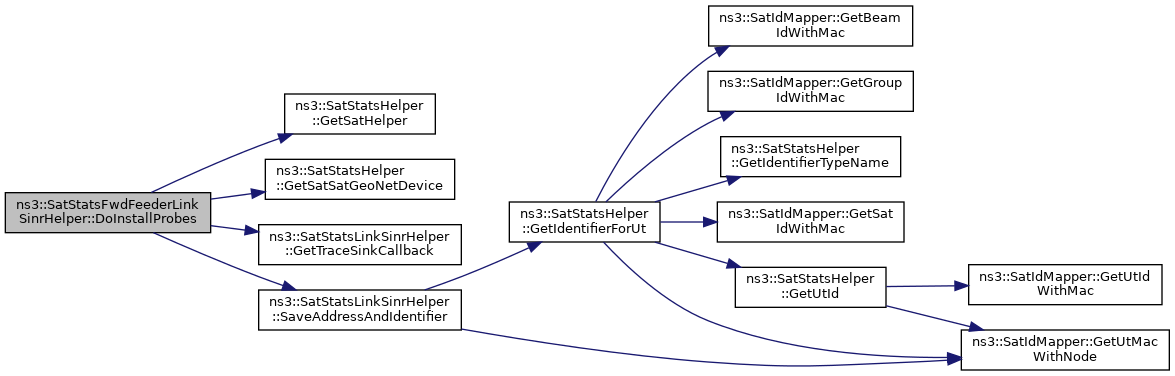 ns3::SatStatsFwdFeederLink
SinrHelper::DoInstallProbes
ns3::SatStatsHelper
::GetSatHelper
ns3::SatStatsHelper
::GetSatSatGeoNetDevice
ns3::SatStatsLinkSinrHelper
::GetTraceSinkCallback
ns3::SatStatsLinkSinrHelper
::SaveAddressAndIdentifier
ns3::SatStatsHelper
::GetIdentifierForUt
ns3::SatIdMapper::GetBeam
IdWithMac
ns3::SatIdMapper::GetGroup
IdWithMac
ns3::SatStatsHelper
::GetIdentifierTypeName
ns3::SatIdMapper::GetSat
IdWithMac
ns3::SatStatsHelper
::GetUtId
ns3::SatIdMapper::GetUtId
WithMac
ns3::SatIdMapper::GetUtMac
WithNode